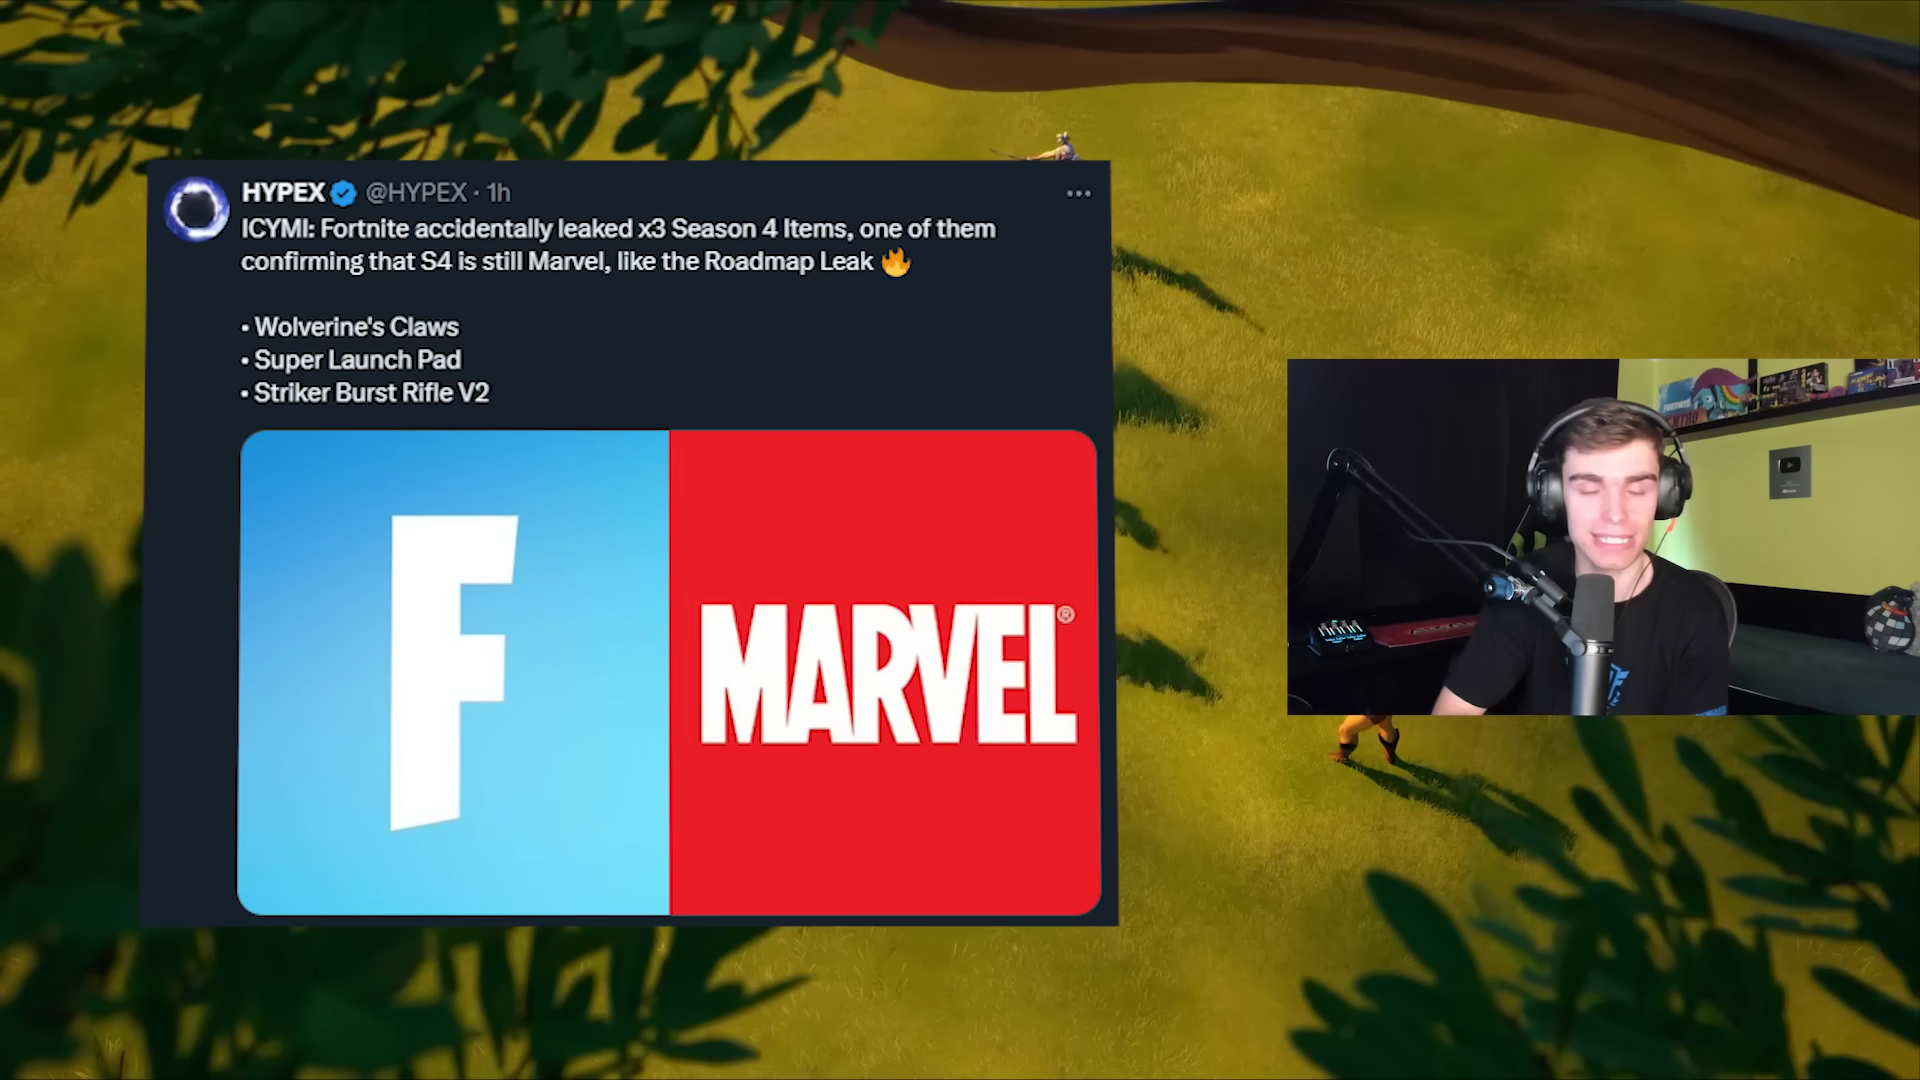 HYPEX @HYPEX · 1h
ICYMI: Fortnite accidentally leaked x3 Season 4 Items, one of them
confirming that S4 is still Marvel, like the Roadmap Leak 🔥
• Wolverine's Claws
• Super Launch Pad
• Striker Burst Rifle V2
F
MARVEL®
FORTNITE